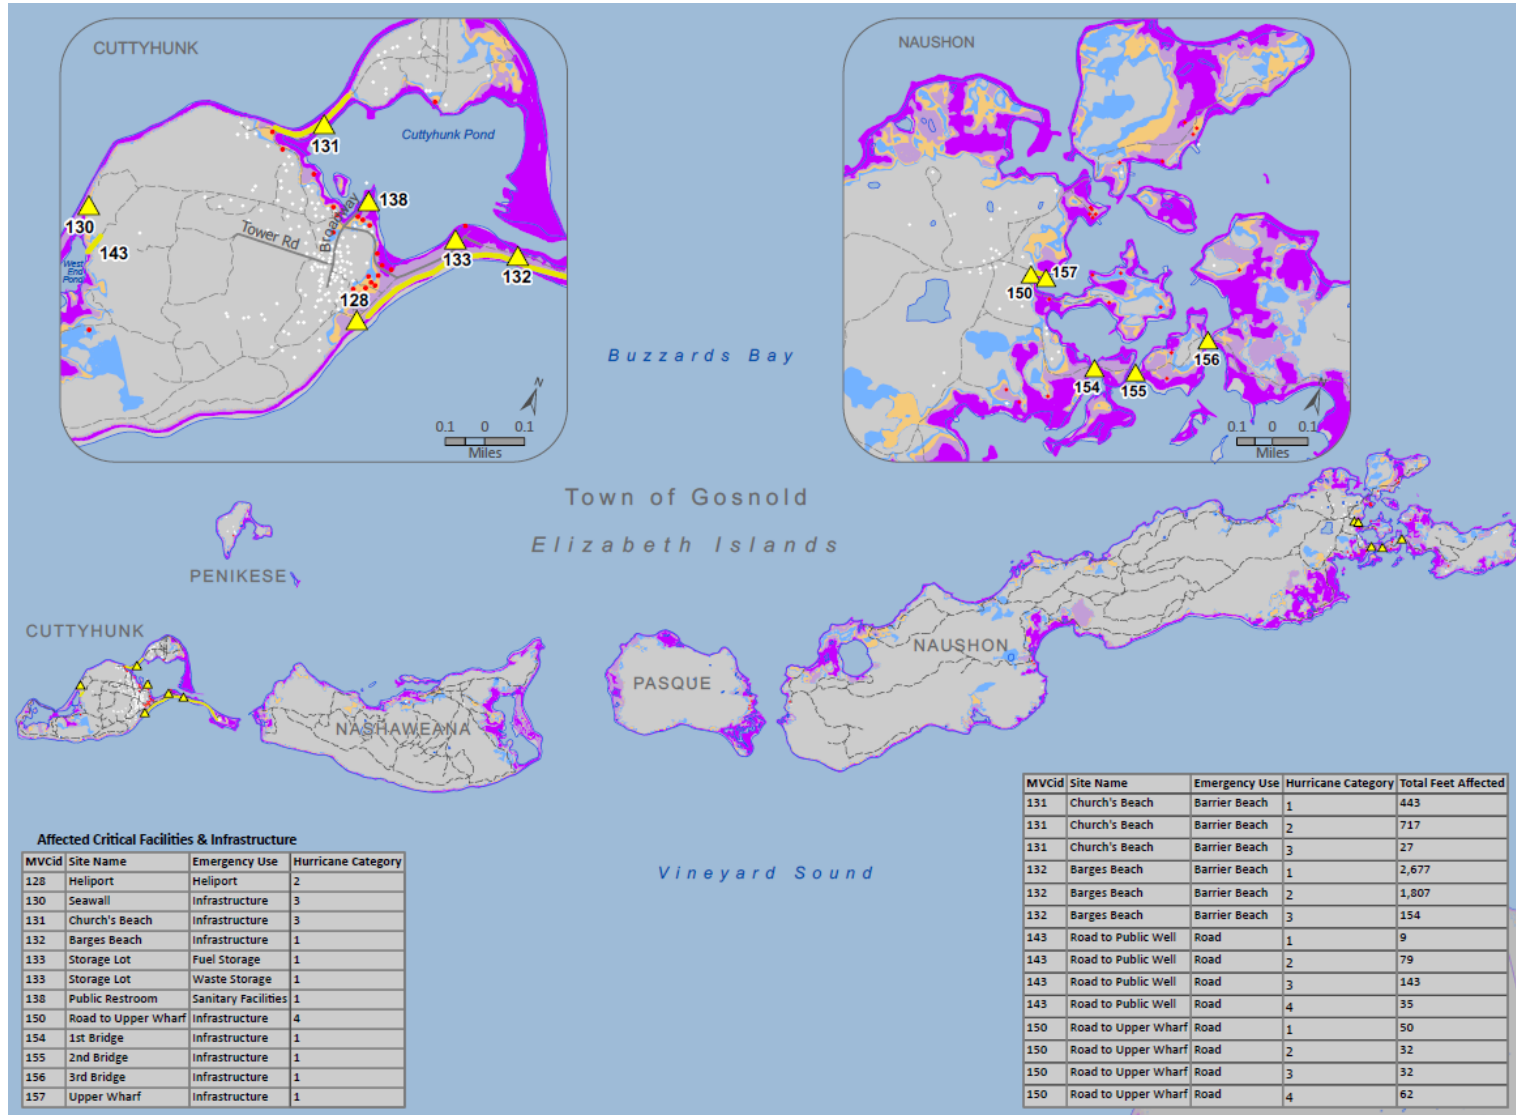 CUTTYHUNK
Cuttyhunk Pond
131
138
130
143
Tower Rd
Broadway
West
End
Pond
133
132
128
N
0.1 0 0.1
Miles
NAUSHON
157
150
156
154
155
0.1 0 0.1
Miles
Buzzards Bay
Town of Gosnold
Elizabeth Islands
PENIKESE
CUTTYHUNK
NASHAWEANA
PASQUE
NAUSHON
Vineyard Sound
Affected Critical Facilities & Infrastructure
MVCid Site Name Emergency Use Hurricane Category
128 Heliport Heliport 2
130 Seawall Infrastructure 3
131 Church's Beach Infrastructure 3
132 Barges Beach Infrastructure 1
133 Storage Lot Fuel Storage 1
133 Storage Lot Waste Storage 1
138 Public Restroom Sanitary Facilities 1
150 Road to Upper Wharf Infrastructure 4
154 1st Bridge Infrastructure 1
155 2nd Bridge Infrastructure 1
156 3rd Bridge Infrastructure 1
157 Upper Wharf Infrastructure 1
MVCid Site Name Emergency Use Hurricane Category Total Feet Affected
131 Church's Beach Barrier Beach 1 443
131 Church's Beach Barrier Beach 2 717
131 Church's Beach Barrier Beach 3 27
132 Barges Beach Barrier Beach 1 2,677
132 Barges Beach Barrier Beach 2 1,807
132 Barges Beach Barrier Beach 3 154
143 Road to Public Well Road 1 9
143 Road to Public Well Road 2 79
143 Road to Public Well Road 3 143
143 Road to Public Well Road 4 35
150 Road to Upper Wharf Road 1 50
150 Road to Upper Wharf Road 2 32
150 Road to Upper Wharf Road 3 32
150 Road to Upper Wharf Road 4 62